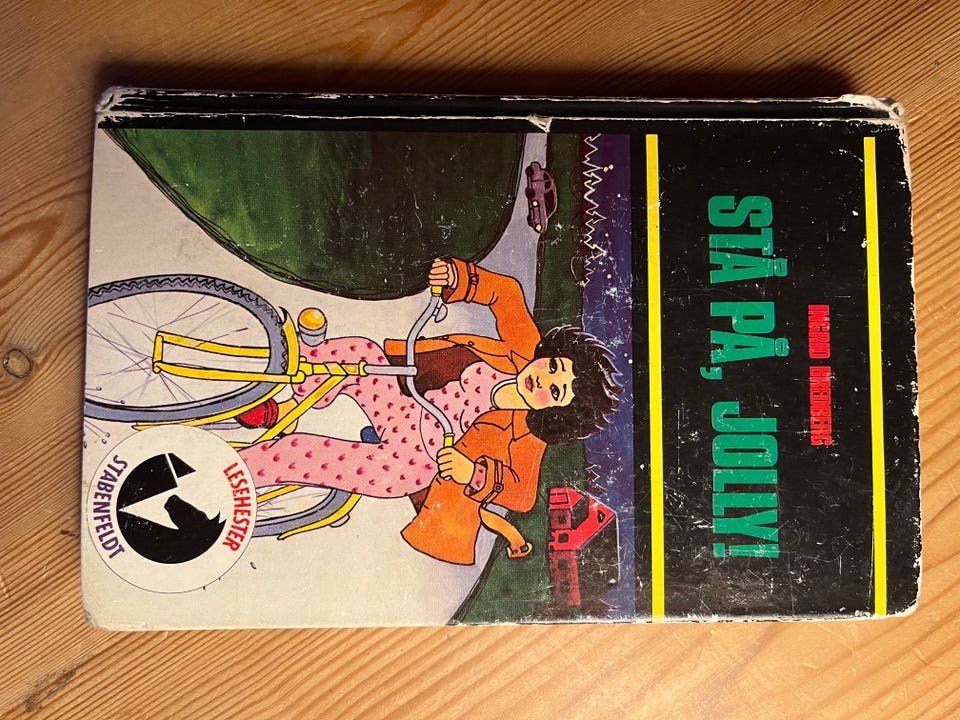 INGRID BREDBERG
STÅ PÅ, JOLLY!
LESEHESTER
STABENFELDT